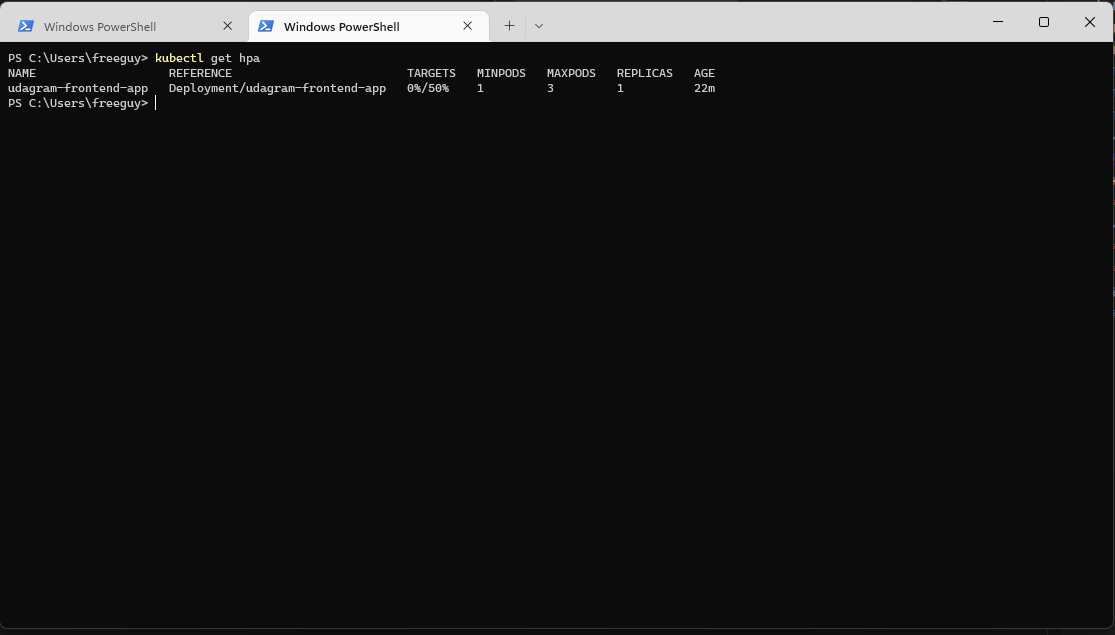 Windows PowerShell Windows PowerShell
PS C:\Users\freeguy> kubectl get hpa
NAME REFERENCE TARGETS MINPODS MAXPODS REPLICAS AGE
udagram-frontend-app Deployment/udagram-frontend-app 0%/50% 1 3 1 22m
PS C:\Users\freeguy>